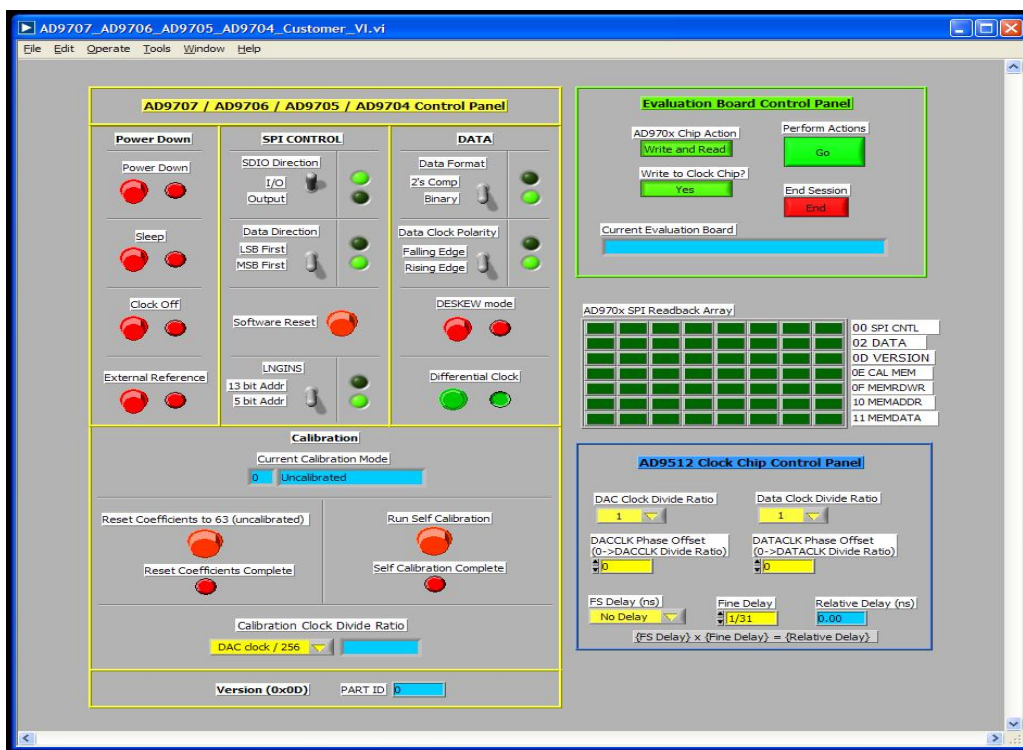 AD9707_AD9706_AD9705_AD9704_Customer_VI.vi
File Edit Operate Tools Window Help
AD9707 / AD9706 / AD9705 / AD9704 Control Panel
Power Down
Power Down
Sleep
Clock Off
External Reference
SPI CONTROL
SDIO Direction
I/O
Output
Data Direction
LSB First
MSB First
Software Reset
LNGINS
13 bit Addr
5 bit Addr
DATA
Data Format
2's Comp
Binary
Data Clock Polarity
Falling Edge
Rising Edge
DESKEW mode
Differential Clock
Calibration
Current Calibration Mode
0 Uncalibrated
Reset Coefficients to 63 (uncalibrated)
Reset Coefficients Complete
Run Self Calibration
Self Calibration Complete
Calibration Clock Divide Ratio
DAC clock / 256
Version (0x0D) PART ID 0
Evaluation Board Control Panel
AD970x Chip Action
Write and Read
Write to Clock Chip?
Yes
Perform Actions
Go
End Session
End
Current Evaluation Board
AD970x SPI Readback Array
00 SPI CNTL
02 DATA
0D VERSION
0E CAL MEM
0F MEMRDWR
10 MEMADDR
11 MEMDATA
AD9512 Clock Chip Control Panel
DAC Clock Divide Ratio
1
Data Clock Divide Ratio
1
DACCLK Phase Offset
(0->DACCLK Divide Ratio)
0
DATACLK Phase Offset
(0->DATACLK Divide Ratio)
0
FS Delay (ns)
No Delay
Fine Delay
1/31
Relative Delay (ns)
0.00
{FS Delay} x {Fine Delay} = {Relative Delay}